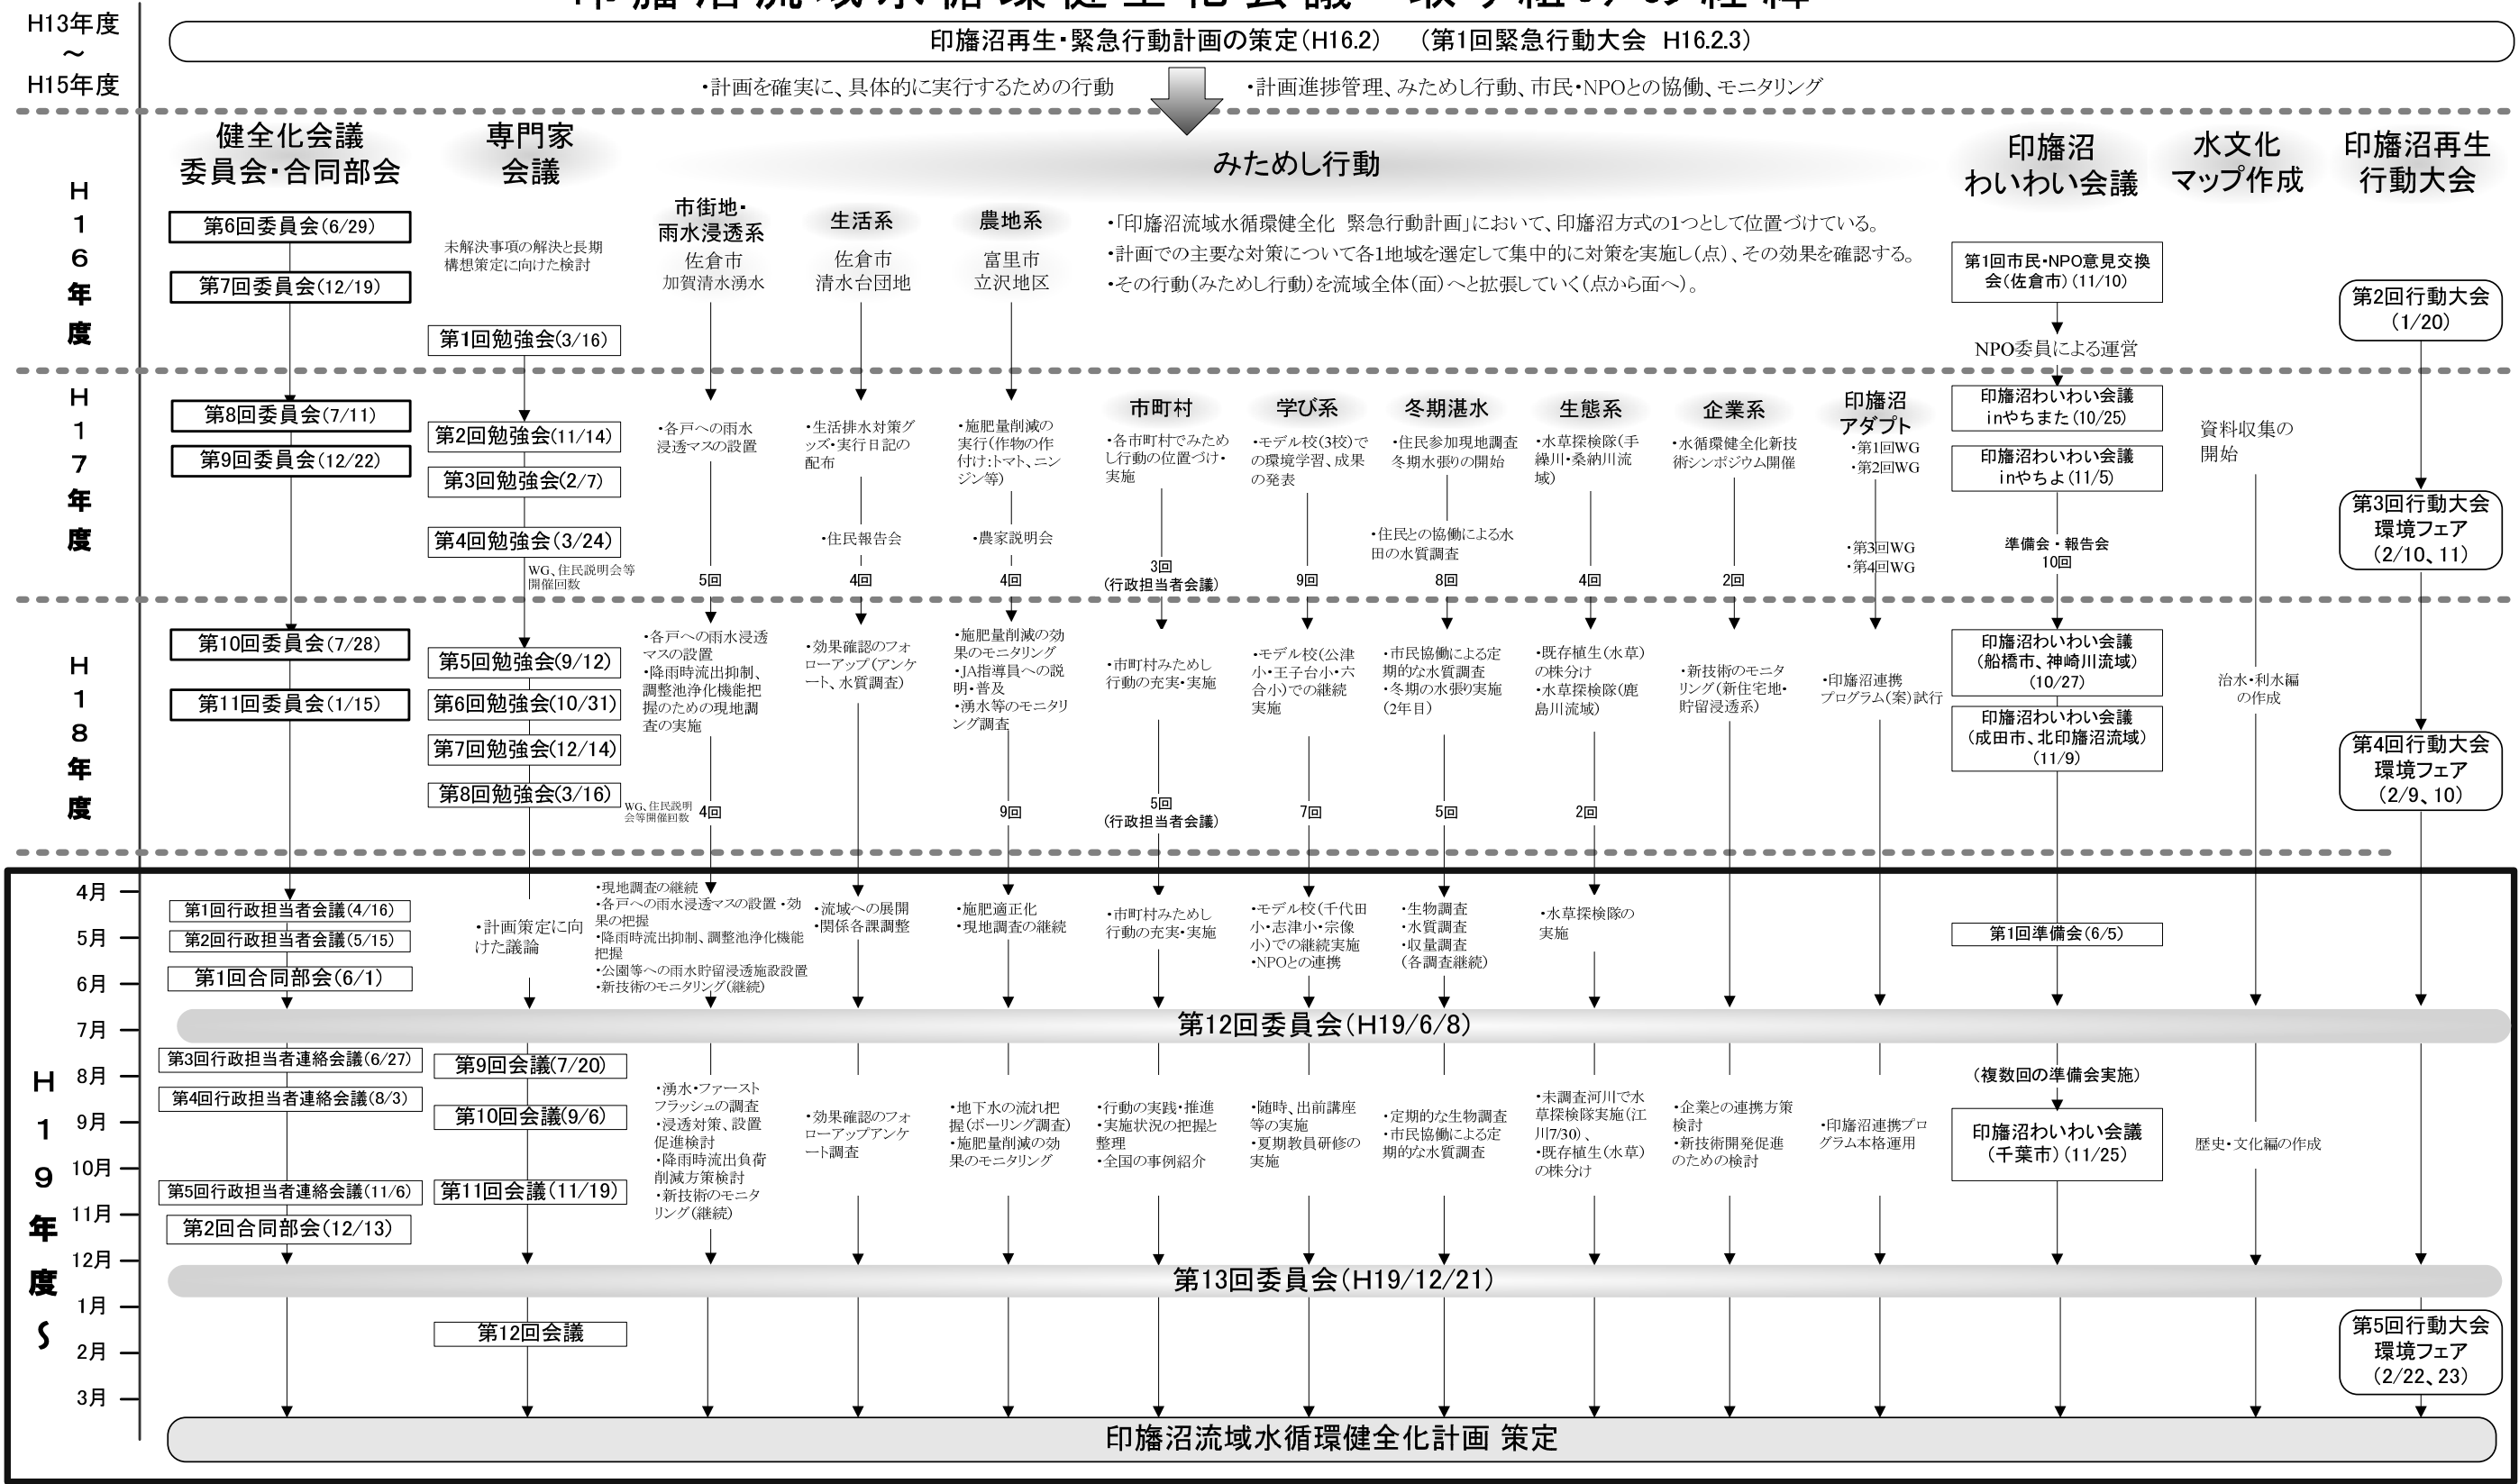 印旛沼流域水循環健全化会議 取り組みの経緯
H13年度
～
H15年度
印旛沼再生・緊急行動計画の策定(H16.2) (第1回緊急行動大会 H16.2.3)
・計画を確実に、具体的に実行するための行動
・計画進捗管理、みためし行動、市民・NPOとの協働、モニタリング
H16年度
健全化会議
委員会・合同部会
専門家
会議
みためし行動
印旛沼
わいわい会議
水文化
マップ作成
印旛沼再生
行動大会
第6回委員会(6/29)
第7回委員会(12/19)
未解決事項の解決と長期
構想策定に向けた検討
第1回勉強会(3/16)
市街地・
雨水浸透系
佐倉市
加賀清水湧水
生活系
佐倉市
清水台団地
農地系
富里市
立沢地区
・「印旛沼流域水循環健全化 緊急行動計画」において、印旛沼方式の1つとして位置づけている。
・計画での主要な対策について各1地域を選定して集中的に対策を実施し(点)、その効果を確認する。
・その行動(みためし行動)を流域全体(面)へと拡張していく(点から面へ)。
第1回市民・NPO意見交換
会(佐倉市)(11/10)
NPO委員による運営
第2回行動大会
(1/20)
H17年度
第8回委員会(7/11)
第9回委員会(12/22)
第2回勉強会(11/14)
第3回勉強会(2/7)
第4回勉強会(3/24)
WG、住民説明会等
開催回数
・各戸への雨水
浸透マスの設置
5回
・生活排水対策グ
ッズ・実行日記の
配布
・住民報告会
4回
・施肥量削減の
実行(作物の作
付け:トマト、ニン
ジン等)
・農家説明会
4回
市町村
・各市町村でみため
し行動の位置づけ・
実施
3回
(行政担当者会議)
学び系
・モデル校(3校)で
の環境学習、成果
の発表
9回
冬期湛水
・住民参加現地調査
冬期水張りの開始
・住民との協働による水
田の水質調査
8回
生態系
・水草探検隊(手
繰川・桑納川流
域)
4回
企業系
・水循環健全化新技
術シンポジウム開催
2回
印旛沼
アダプト
・第1回WG
・第2回WG
・第3回WG
・第4回WG
印旛沼わいわい会議
inやちまた(10/25)
印旛沼わいわい会議
inやちよ(11/5)
準備会・報告会
10回
資料収集の
開始
第3回行動大会
環境フェア
(2/10、11)
H18年度
第10回委員会(7/28)
第11回委員会(1/15)
第5回勉強会(9/12)
第6回勉強会(10/31)
第7回勉強会(12/14)
第8回勉強会(3/16)
WG、住民説明
会等開催回数
・各戸への雨水浸透
マスの設置
・降雨時流出抑制、
調整池浄化機能把
握のための現地調
査の実施
4回
・効果確認のフォ
ローアップ(アンケ
ート、水質調査)
・施肥量削減の効
果のモニタリング
・JA指導員への説
明・普及
・湧水等のモニタリ
ング調査
9回
・市町村みためし
行動の充実・実施
5回
(行政担当者会議)
・モデル校(公津
小・王子台小・六
合小)での継続
実施
7回
・市民協働による定
期的な水質調査
・冬期の水張り実施
(2年目)
5回
・既存植生(水草)
の株分け
・水草探検隊(鹿
島川流域)
2回
・新技術のモニタ
リング(新住宅地・
貯留浸透系)
・印旛沼連携
プログラム(案)試行
印旛沼わいわい会議
(船橋市、神崎川流域)
(10/27)
印旛沼わいわい会議
(成田市、北印旛沼流域)
(11/9)
治水・利水編
の作成
第4回行動大会
環境フェア
(2/9、10)
H19年度～
4月
5月
6月
7月
8月
9月
10月
11月
12月
1月
2月
3月
第1回行政担当者会議(4/16)
第2回行政担当者会議(5/15)
第1回合同部会(6/1)
・計画策定に向
けた議論
・現地調査の継続
・各戸への雨水浸透マスの設置・効
果の把握
・降雨時流出抑制、調整池浄化機能
把握
・公園等への雨水貯留浸透施設設置
・新技術のモニタリング(継続)
・流域への展開
・関係各課調整
・施肥適正化
・現地調査の継続
・市町村みためし
行動の充実・実施
・モデル校(千代田
小・志津小・宗像
小)での継続実施
・NPOとの連携
・生物調査
・水質調査
・収量調査
(各調査継続)
・水草探検隊の
実施
第1回準備会(6/5)
第12回委員会(H19/6/8)
第3回行政担当者連絡会議(6/27)
第4回行政担当者連絡会議(8/3)
第5回行政担当者連絡会議(11/6)
第2回合同部会(12/13)
第9回会議(7/20)
第10回会議(9/6)
第11回会議(11/19)
・湧水・ファースト
フラッシュの調査
・浸透対策、設置
促進検討
・降雨時流出負荷
削減方策検討
・新技術のモニタ
リング(継続)
・効果確認のフォ
ローアップアンケ
ート調査
・地下水の流れ把
握(ボーリング調査)
・施肥量削減の効
果のモニタリング
・行動の実践・推進
・実施状況の把握と
整理
・全国の事例紹介
・随時、出前講座
等の実施
・夏期教員研修の
実施
・定期的な生物調査
・市民協働による定
期的な水質調査
・未調査河川で水
草探検隊実施(江
川7/30)、
・既存植生(水草)
の株分け
・企業との連携方策
検討
・新技術開発促進
のための検討
・印旛沼連携プロ
グラム本格運用
(複数回の準備会実施)
印旛沼わいわい会議
(千葉市)(11/25)
歴史・文化編の作成
第13回委員会(H19/12/21)
第12回会議
第5回行動大会
環境フェア
(2/22、23)
印旛沼流域水循環健全化計画 策定